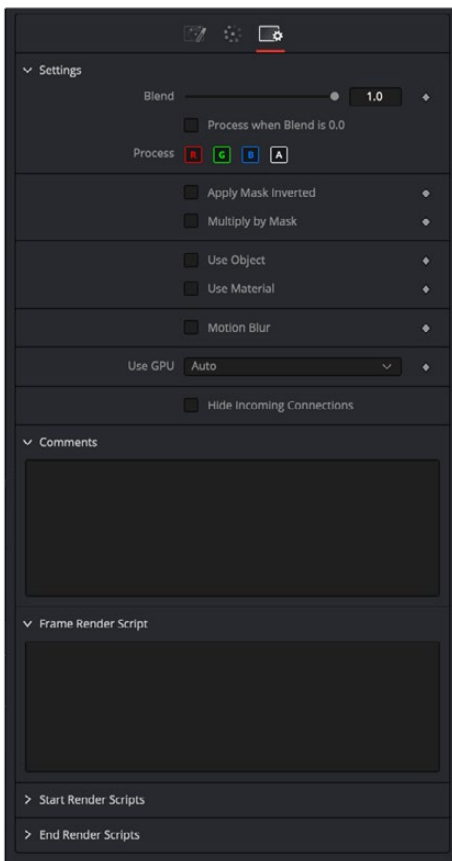 Settings
Blend 1.0
Process when Blend is 0.0
Process R G B A
Apply Mask Inverted
Multiply by Mask
Use Object
Use Material
Motion Blur
Use GPU Auto
Hide Incoming Connections
Comments
Frame Render Script
Start Render Scripts
End Render Scripts